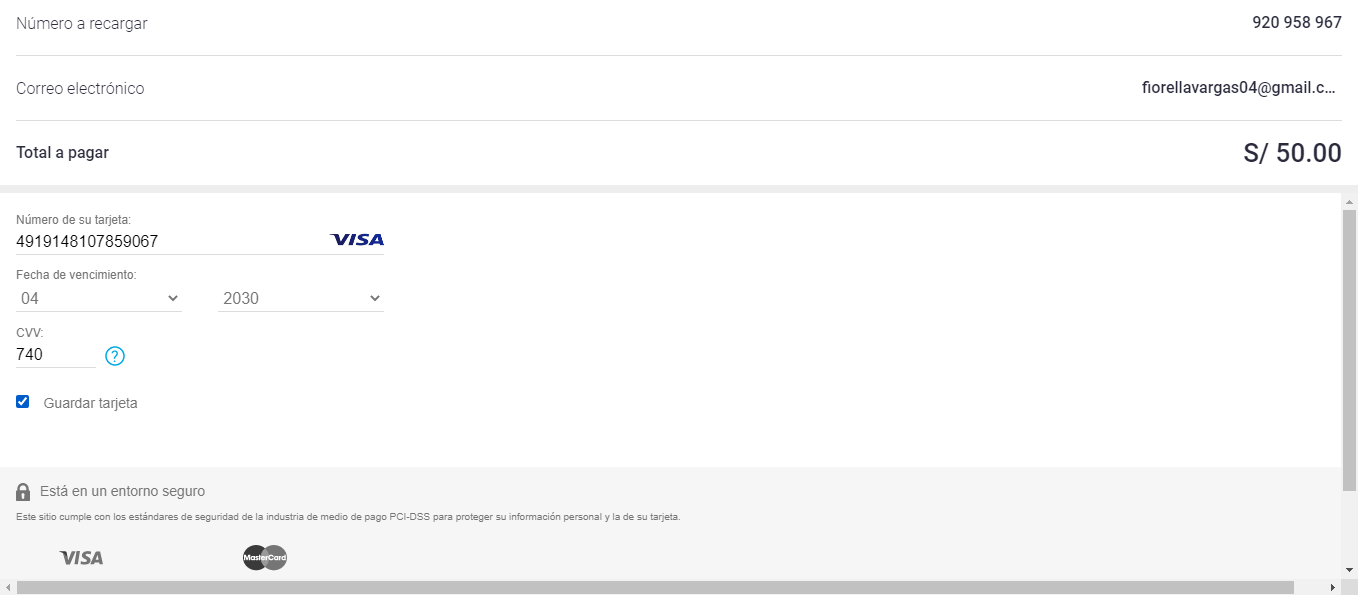 Número a recargar 920 958 967
Correo electrónico fiorellavargas04@gmail.c...
Total a pagar S/ 50.00
Número de su tarjeta:
4919148107859067 VISA
Fecha de vencimiento:
04 2030
CVV:
740 ?
Guardar tarjeta
Está en un entorno seguro
Este sitio cumple con los estándares de seguridad de la industria de medio de pago PCI-DSS para proteger su información personal y la de su tarjeta.
VISA MasterCard